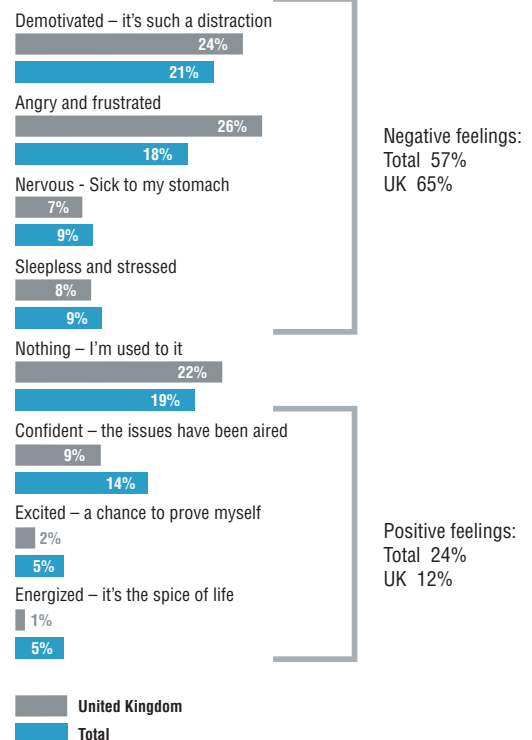 Demotivated – it's such a distraction
24%
21%
Angry and frustrated
26%
18%
Nervous - Sick to my stomach
7%
9%
Sleepless and stressed
8%
9%
Negative feelings:
Total 57%
UK 65%
Nothing – I'm used to it
22%
19%
Confident – the issues have been aired
9%
14%
Excited – a chance to prove myself
2%
5%
Energized – it's the spice of life
1%
5%
Positive feelings:
Total 24%
UK 12%
United Kingdom
Total